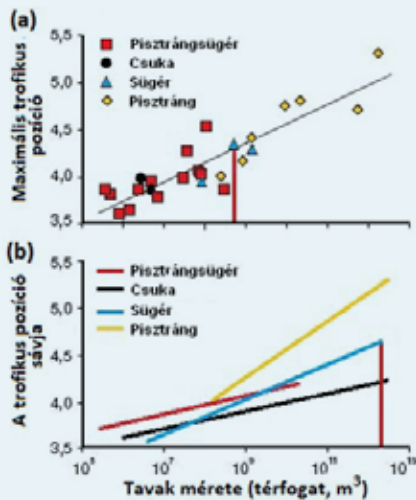 (a)
Maximális trofikus
pozíció
5,5
5,0
4,5
4,0
3,5
Pisztrángsügér
Csuka
Sügér
Pisztráng
(b)
A trofikus pozíció
sávja
5,5
5,0
4,5
4,0
3,5
Pisztrángsügér
Csuka
Sügér
Pisztráng
10⁷
10⁹
10¹¹
10¹³
Tavak mérete (térfogat, m³)